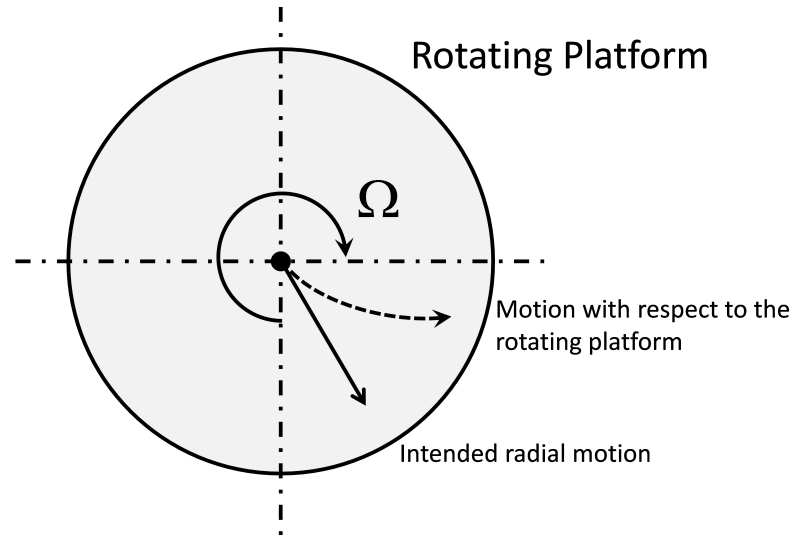 Rotating Platform
Ω
Motion with respect to the
rotating platform
Intended radial motion